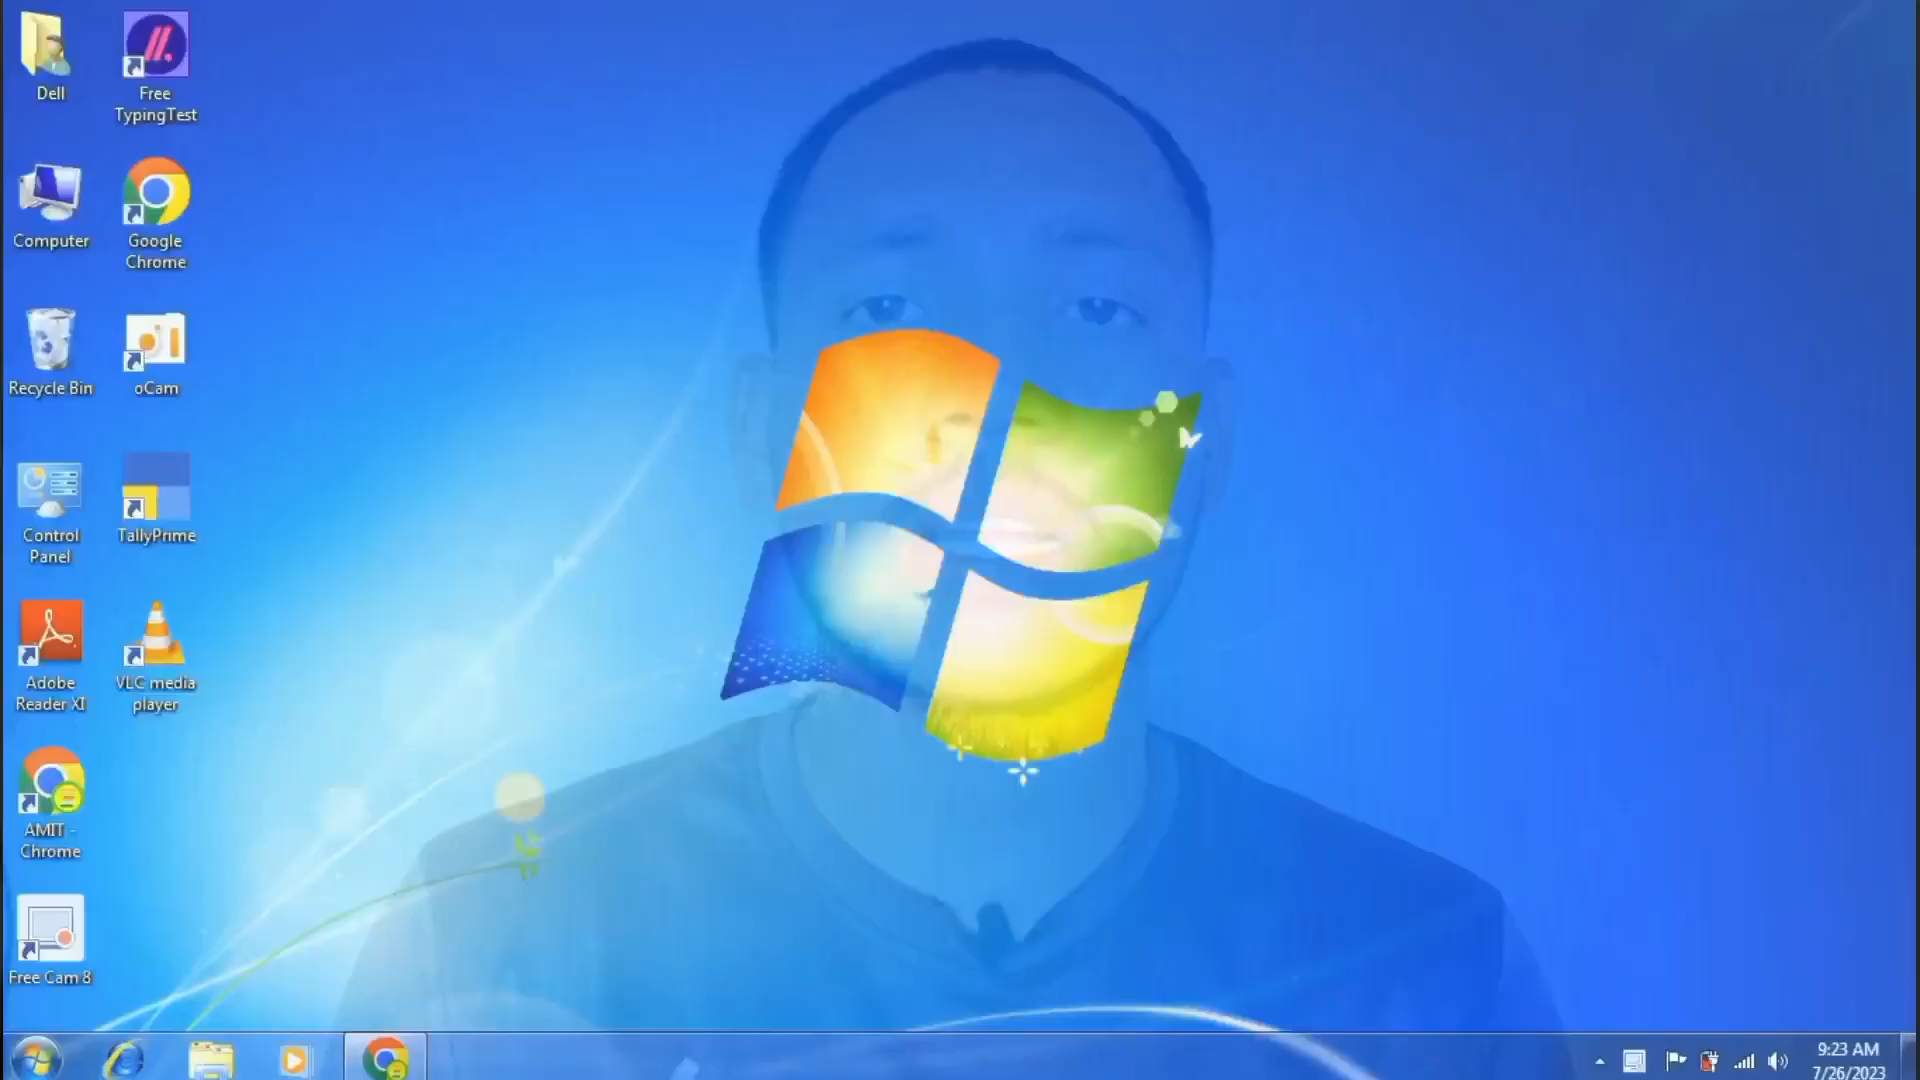 Dell
Free
TypingTest
Computer
Google
Chrome
Recycle Bin
oCam
Control
Panel
TallyPrime
Adobe
Reader XI
VLC media
player
AMIT -
Chrome
Free Cam 8
9:23 AM
7/26/2023